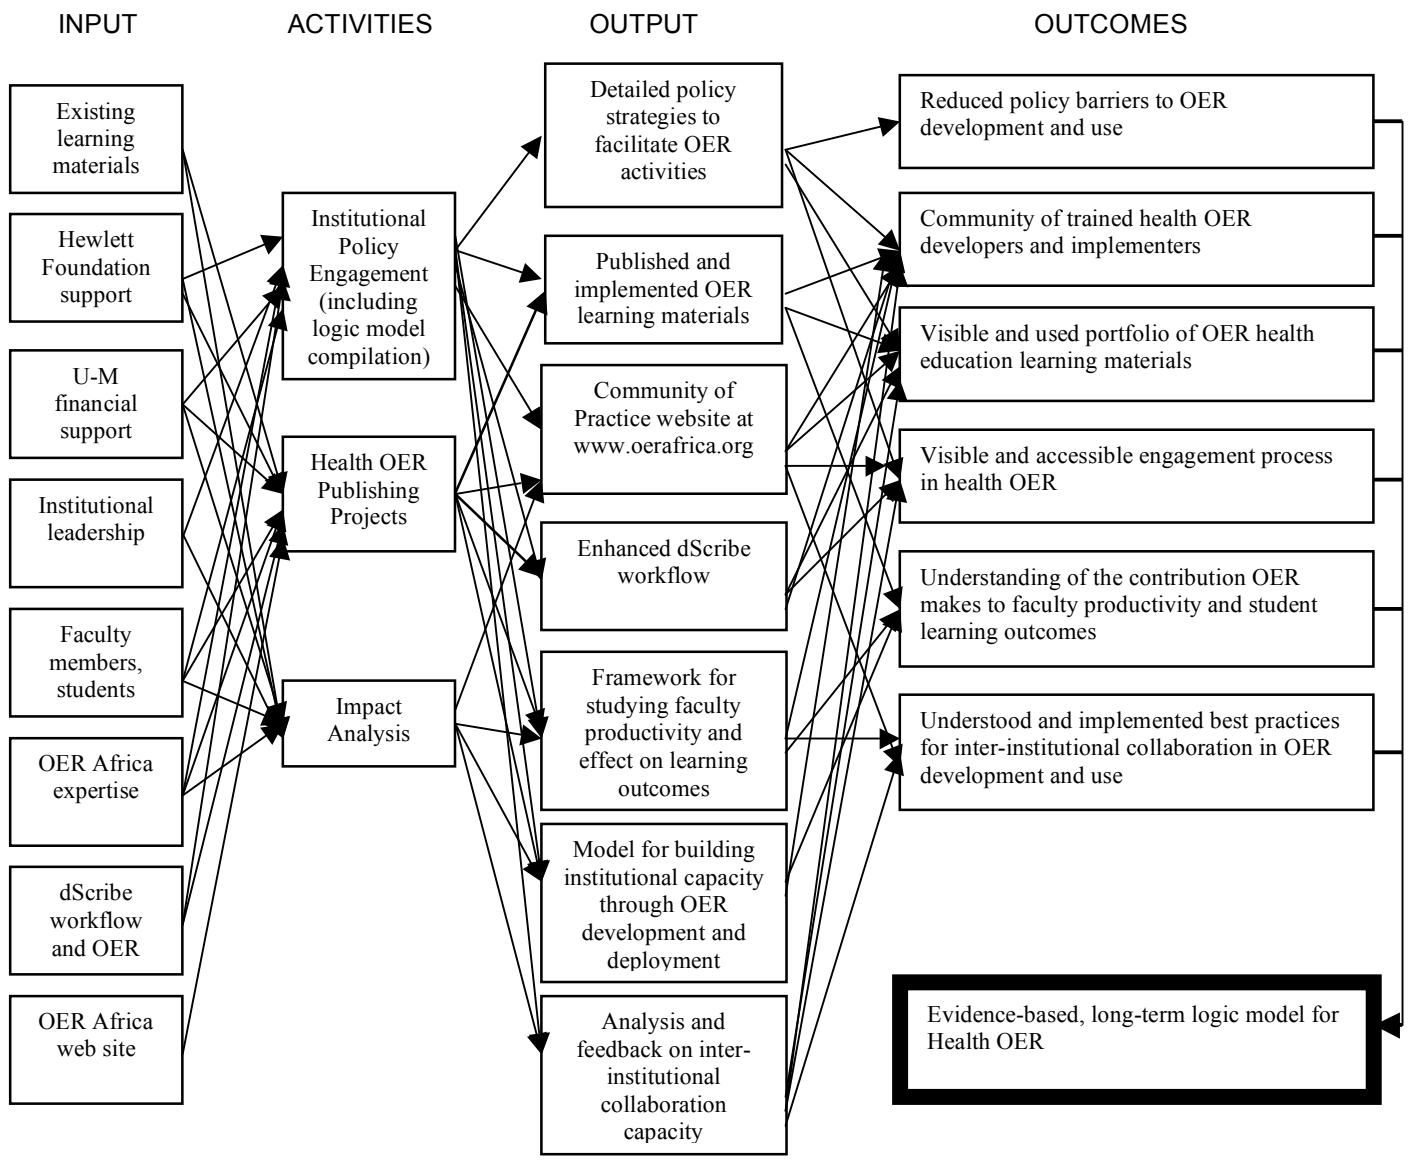 INPUT
ACTIVITIES
OUTPUT
OUTCOMES
Existing
learning
materials
Hewlett
Foundation
support
U-M
financial
support
Institutional
leadership
Faculty
members,
students
OER Africa
expertise
dScribe
workflow
and OER
OER Africa
web site
Institutional
Policy
Engagement
(including
logic model
compilation)
Health OER
Publishing
Projects
Impact
Analysis
Detailed policy
strategies to
facilitate OER
activities
Published and
implemented OER
learning materials
Community of
Practice website at
www.oerafrica.org
Enhanced dScribe
workflow
Framework for
studying faculty
productivity and
effect on learning
outcomes
Model for building
institutional capacity
through OER
development and
deployment
Analysis and
feedback on inter-
institutional
collaboration
capacity
Reduced policy barriers to OER
development and use
Community of trained health OER
developers and implementers
Visible and used portfolio of OER health
education learning materials
Visible and accessible engagement process
in health OER
Understanding of the contribution OER
makes to faculty productivity and student
learning outcomes
Understood and implemented best practices
for inter-institutional collaboration in OER
development and use
Evidence-based, long-term logic model for
Health OER